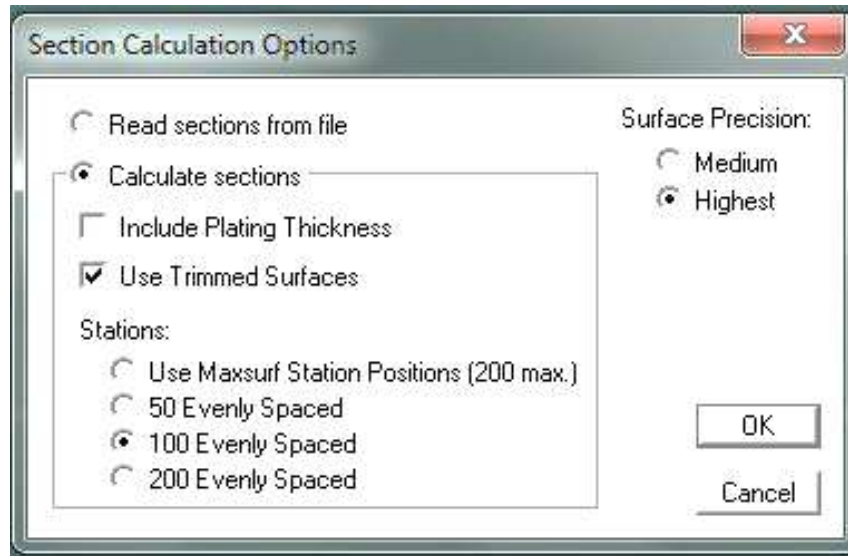 Section Calculation Options
Read sections from file
Calculate sections
Include Plating Thickness
Use Trimmed Surfaces
Stations:
Use Maxsurf Station Positions (200 max.)
50 Evenly Spaced
100 Evenly Spaced
200 Evenly Spaced
Surface Precision:
Medium
Highest
OK
Cancel